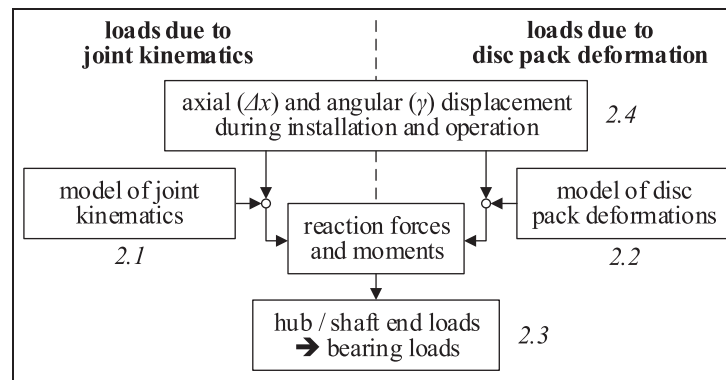 loads due to
joint kinematics
loads due to
disc pack deformation
axial (Δx) and angular (γ) displacement
during installation and operation
2.4
model of joint
kinematics
2.1
reaction forces
and moments
model of disc
pack deformations
2.2
hub / shaft end loads
➔ bearing loads
2.3